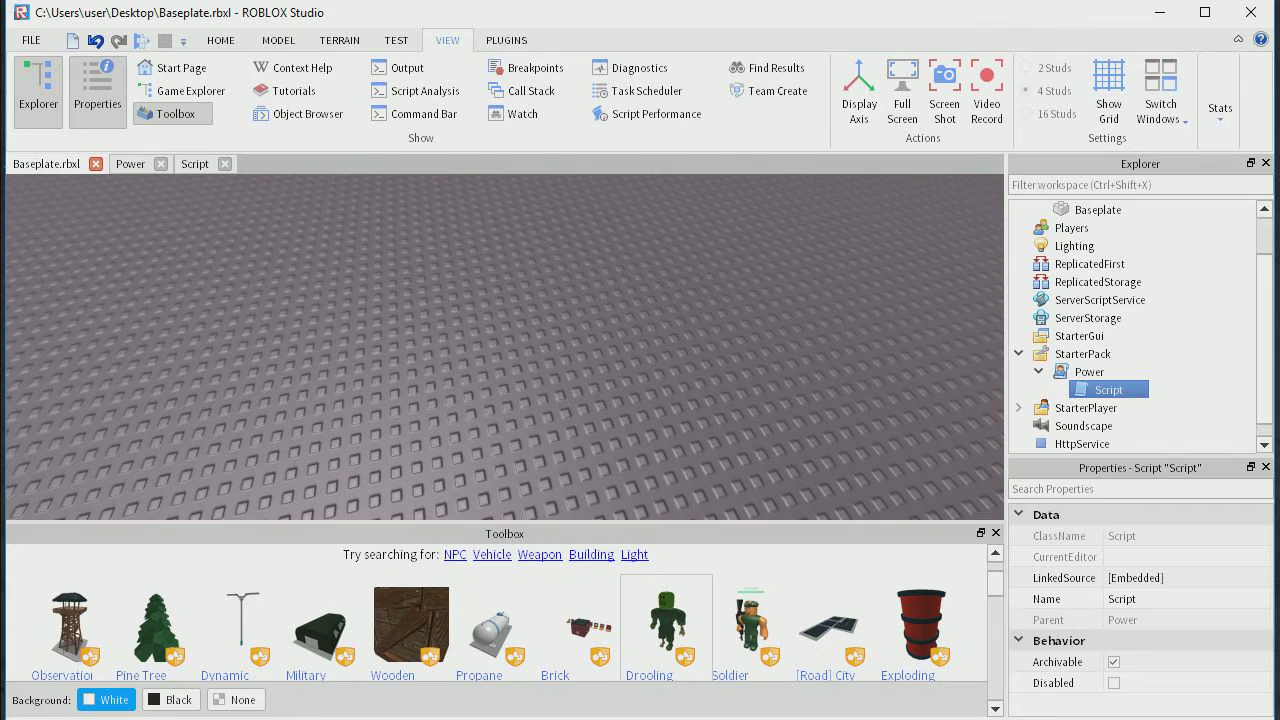 C:\Users\user\Desktop\Baseplate.rbxl - ROBLOX Studio
FILE HOME MODEL TERRAIN TEST VIEW PLUGINS
Explorer
Properties
Start Page
Game Explorer
Toolbox
Context Help
Tutorials
Object Browser
Output
Script Analysis
Command Bar
Breakpoints
Call Stack
Watch
Diagnostics
Task Scheduler
Script Performance
Find Results
Team Create
Show
Display
Axis
Full
Screen
Screen
Shot
Video
Record
Actions
2 Studs
4 Studs
16 Studs
Show
Grid
Switch
Windows
Settings
Stats
Baseplate.rbxl Power Script
Explorer
Filter workspace (Ctrl+Shift+X)
Baseplate
Players
Lighting
ReplicatedFirst
ReplicatedStorage
ServerScriptService
ServerStorage
StarterGui
StarterPack
Power
Script
StarterPlayer
Soundscape
HttpService
Properties - Script "Script"
Search Properties
Data
ClassName Script
CurrentEditor
LinkedSource [Embedded]
Name Script
Parent Power
Behavior
Archivable
Disabled
Toolbox
Try searching for: NPC Vehicle Weapon Building Light
Observatio Pine Tree Dynamic Military Wooden Propane Brick Drooling Soldier [Road] City Exploding
Background: White Black None